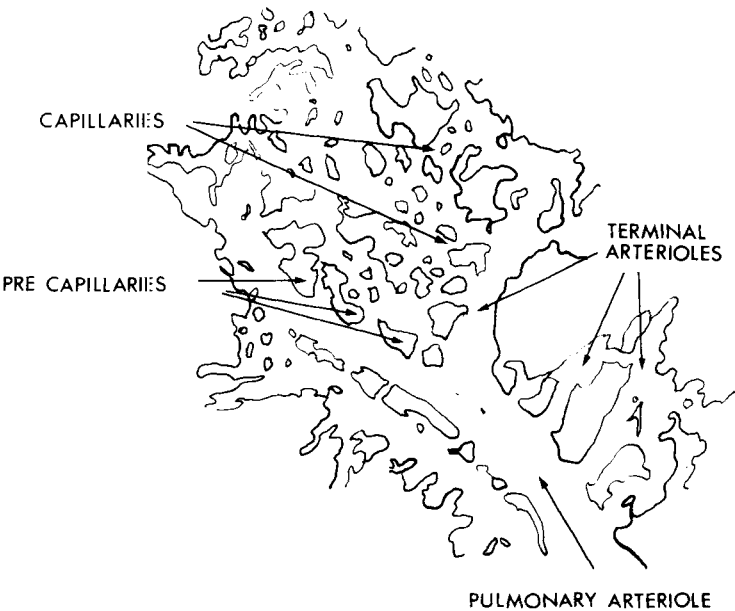 CAPILLARIES
TERMINAL
ARTERIOLES
PRE CAPILLARIES
PULMONARY ARTERIOLE